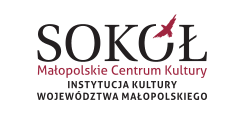 SOKÓŁ
Małopolskie Centrum Kultury
INSTYTUCJA KULTURY
WOJEWÓDZTWA MAŁOPOLSKIEGO